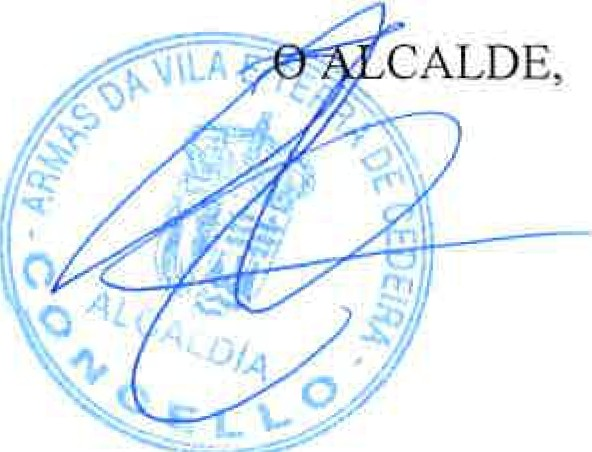 O ALCALDE,
- ARMAS DA VILA E TERRA DE CEDEIRA -
ALCALDÍA
CONCELLO